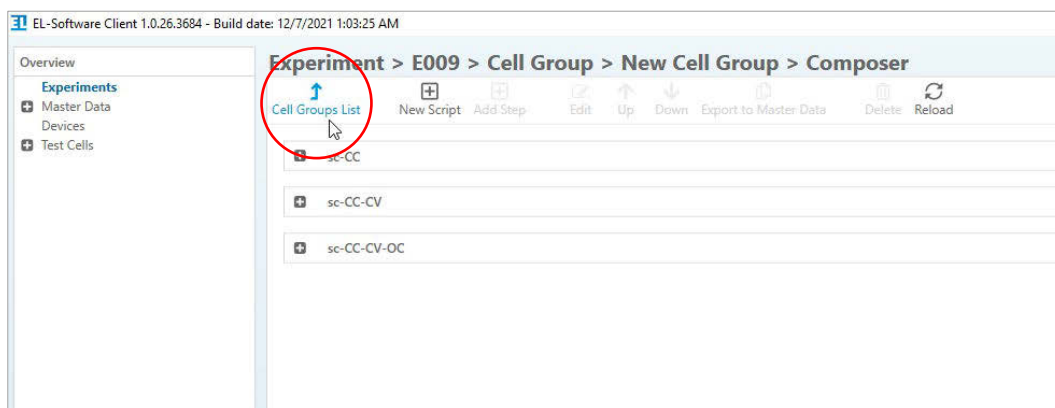 EL-Software Client 1.0.26.3684 - Build date: 12/7/2021 1:03:25 AM
Overview
Experiments
Master Data
Devices
Test Cells
Experiment > E009 > Cell Group > New Cell Group > Composer
Cell Groups List New Script Add Step Edit Up Down Export to Master Data Delete Reload
sc-CC
sc-CC-CV
sc-CC-CV-OC